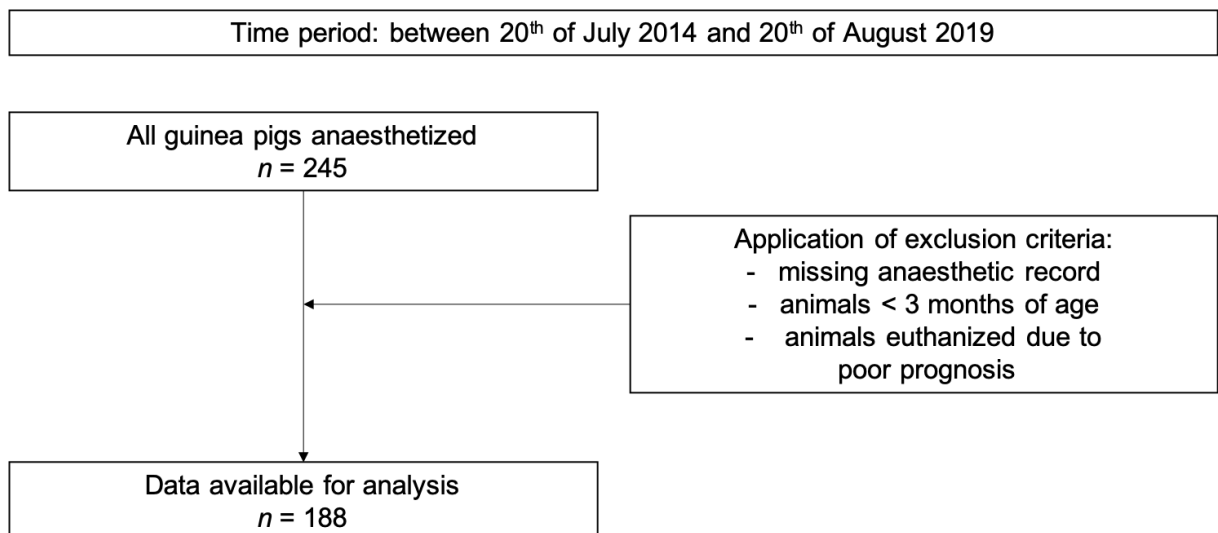 Time period: between 20th of July 2014 and 20th of August 2019
All guinea pigs anaesthetized
n = 245
Application of exclusion criteria:
- missing anaesthetic record
- animals < 3 months of age
- animals euthanized due to
poor prognosis
Data available for analysis
n = 188